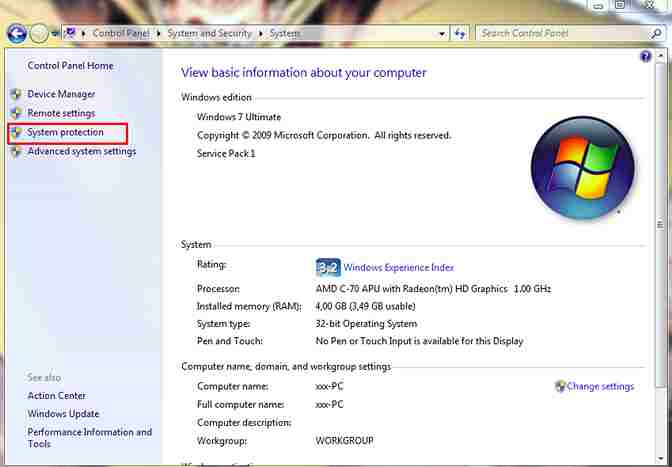 Control Panel ▸ System and Security ▸ System
Search Control Panel
Control Panel Home
Device Manager
Remote settings
System protection
Advanced system settings
See also
Action Center
Windows Update
Performance Information and
Tools
View basic information about your computer
Windows edition
Windows 7 Ultimate
Copyright © 2009 Microsoft Corporation. All rights reserved.
Service Pack 1
System
Rating:
3,2 Windows Experience Index
Processor: AMD C-70 APU with Radeon(tm) HD Graphics 1.00 GHz
Installed memory (RAM): 4,00 GB (3,49 GB usable)
System type: 32-bit Operating System
Pen and Touch: No Pen or Touch Input is available for this Display
Computer name, domain, and workgroup settings
Computer name: xxx-PC
Change settings
Full computer name: xxx-PC
Computer description:
Workgroup: WORKGROUP